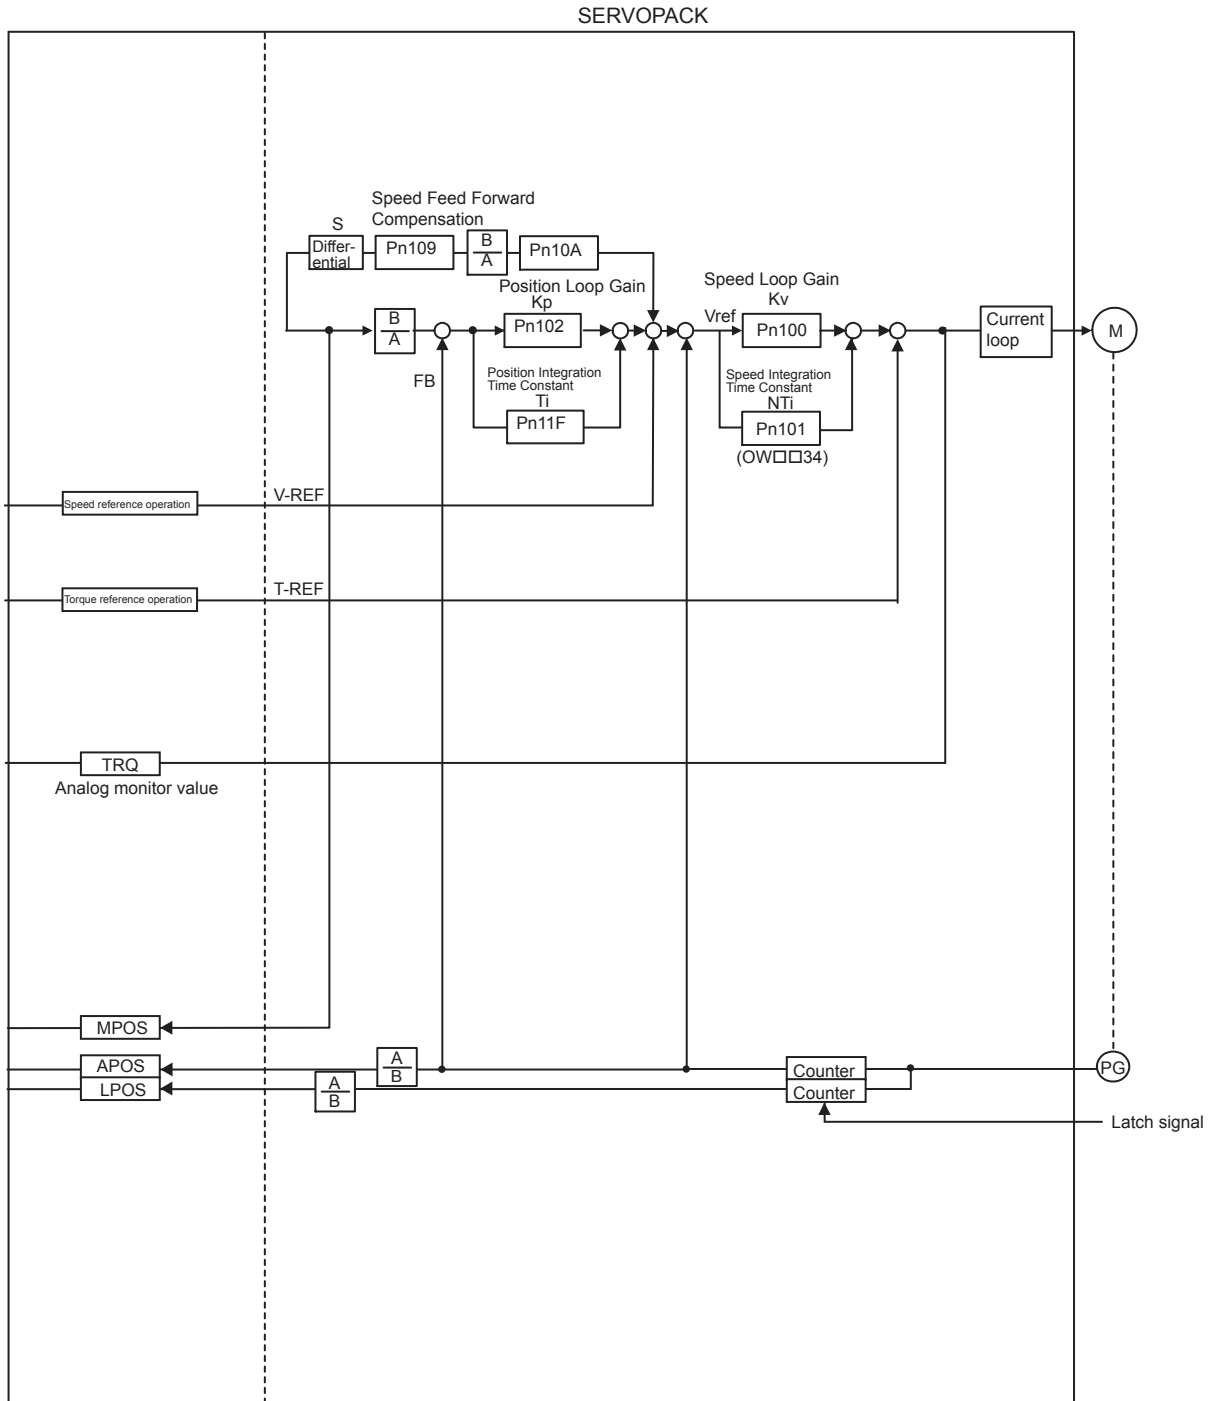 SERVOPACK
Speed Feed Forward
Compensation
S
Differ-
ential
Pn109
B
A
Pn10A
Position Loop Gain
Kp
Speed Loop Gain
Kv
B
A
Pn102
Vref
Pn100
Current
loop
M
FB
Position Integration
Time Constant
Ti
Pn11F
Speed Integration
Time Constant
NTi
Pn101
(OW□□34)
Speed reference operation
V-REF
Torque reference operation
T-REF
TRQ
Analog monitor value
MPOS
APOS
A
B
Counter
PG
LPOS
A
B
Counter
Latch signal